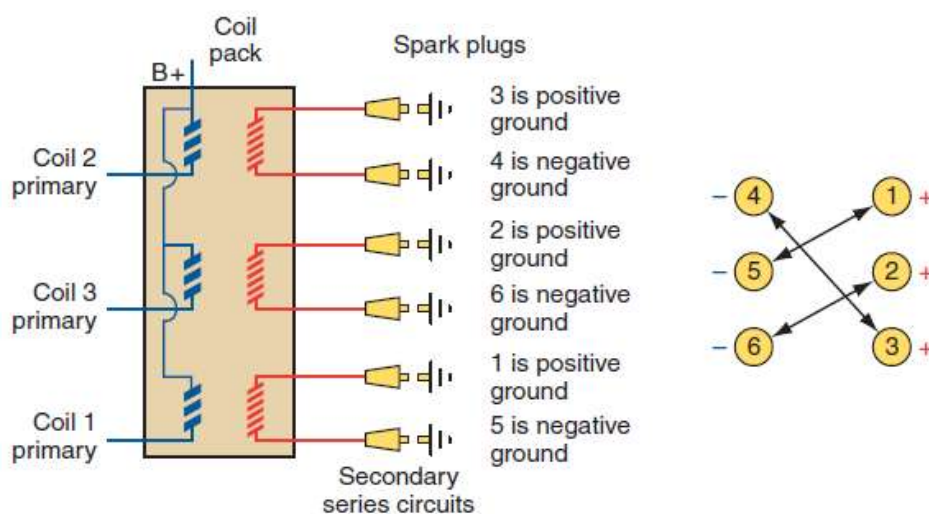 Coil
pack
Spark plugs
B+
3 is positive
ground
Coil 2
primary
4 is negative
ground
2 is positive
ground
Coil 3
primary
6 is negative
ground
1 is positive
ground
Coil 1
primary
5 is negative
ground
Secondary
series circuits
− 4 1 +
− 5 2 +
− 6 3 +